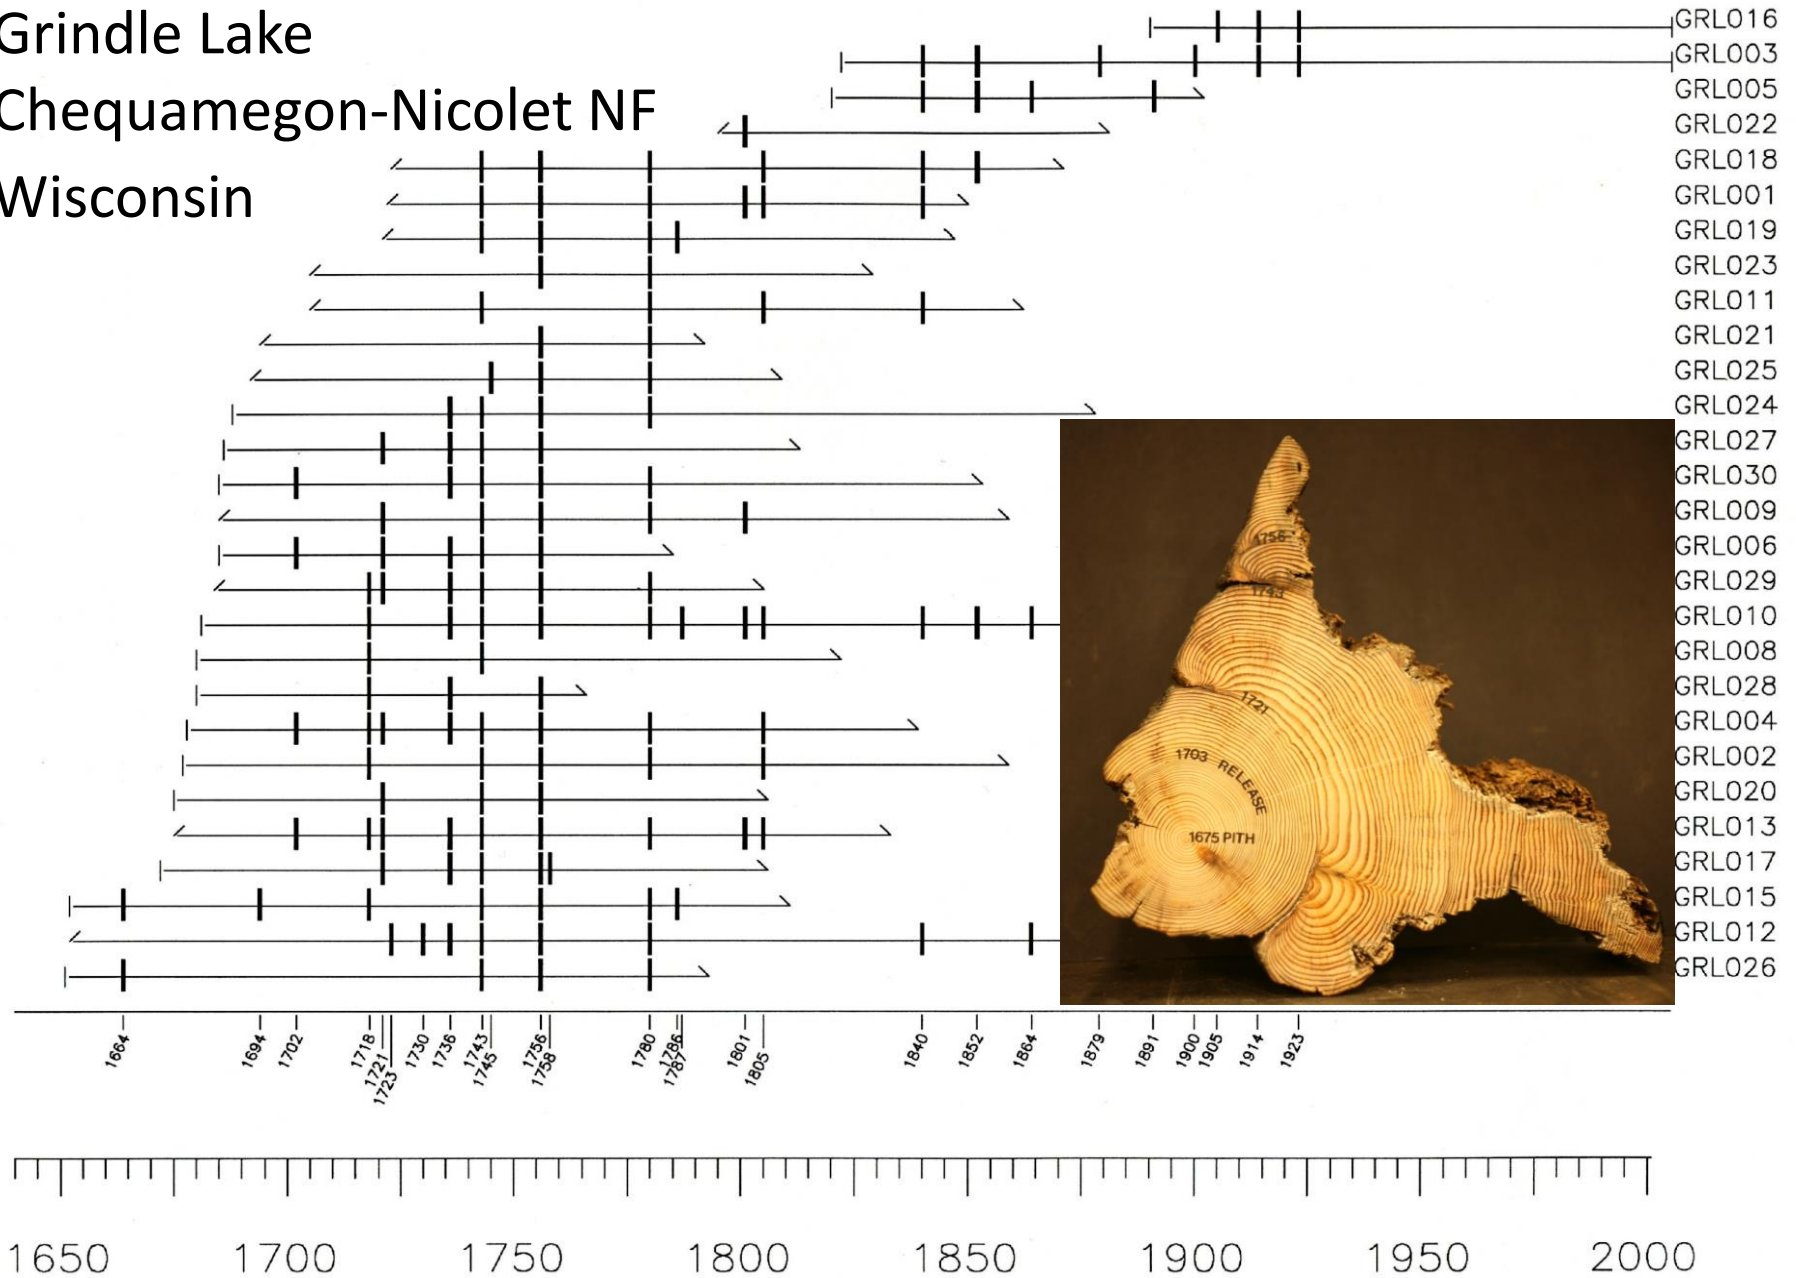 Grindle Lake
Chequamegon-Nicolet NF
Wisconsin
GRL016
GRL003
GRL005
GRL022
GRL018
GRL001
GRL019
GRL023
GRL011
GRL021
GRL025
GRL024
GRL027
GRL030
GRL009
GRL006
GRL029
GRL010
GRL008
GRL028
GRL004
GRL002
GRL020
GRL013
GRL017
GRL015
GRL012
GRL026
1756
1743
1721
1703 RELEASE
1675 PITH
1664 1694 1702 1718 1721 1723 1730 1736 1743 1745 1756 1758 1780 1786 1787 1801 1805 1840 1852 1864 1879 1891 1900 1905 1914 1923
1650 1700 1750 1800 1850 1900 1950 2000